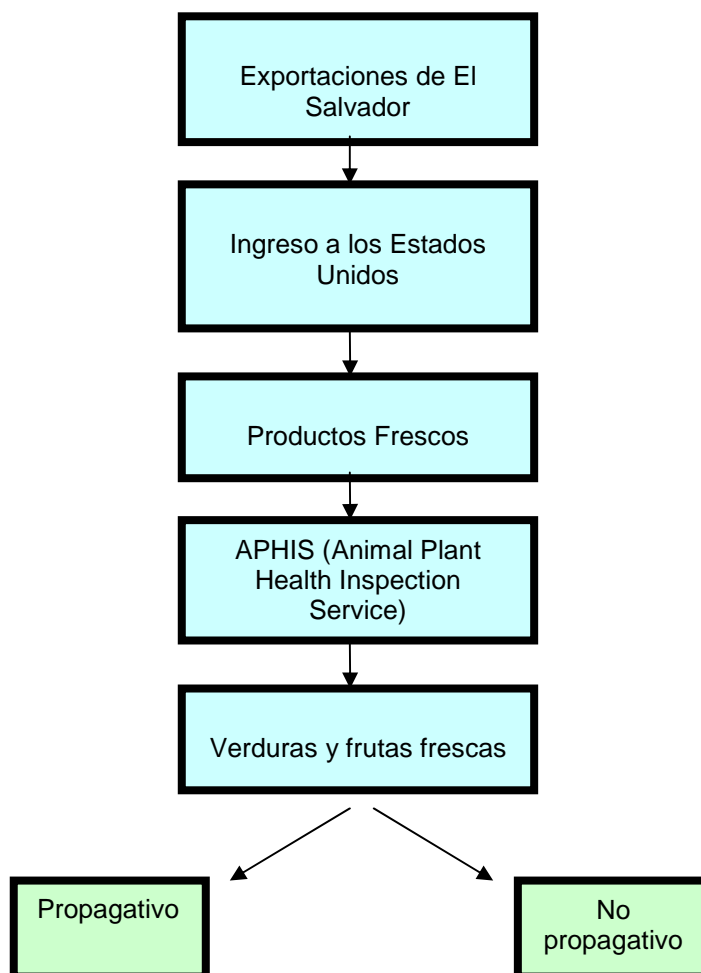 Exportaciones de El
Salvador
Ingreso a los Estados
Unidos
Productos Frescos
APHIS (Animal Plant
Health Inspection
Service)
Verduras y frutas frescas
Propagativo
No
propagativo